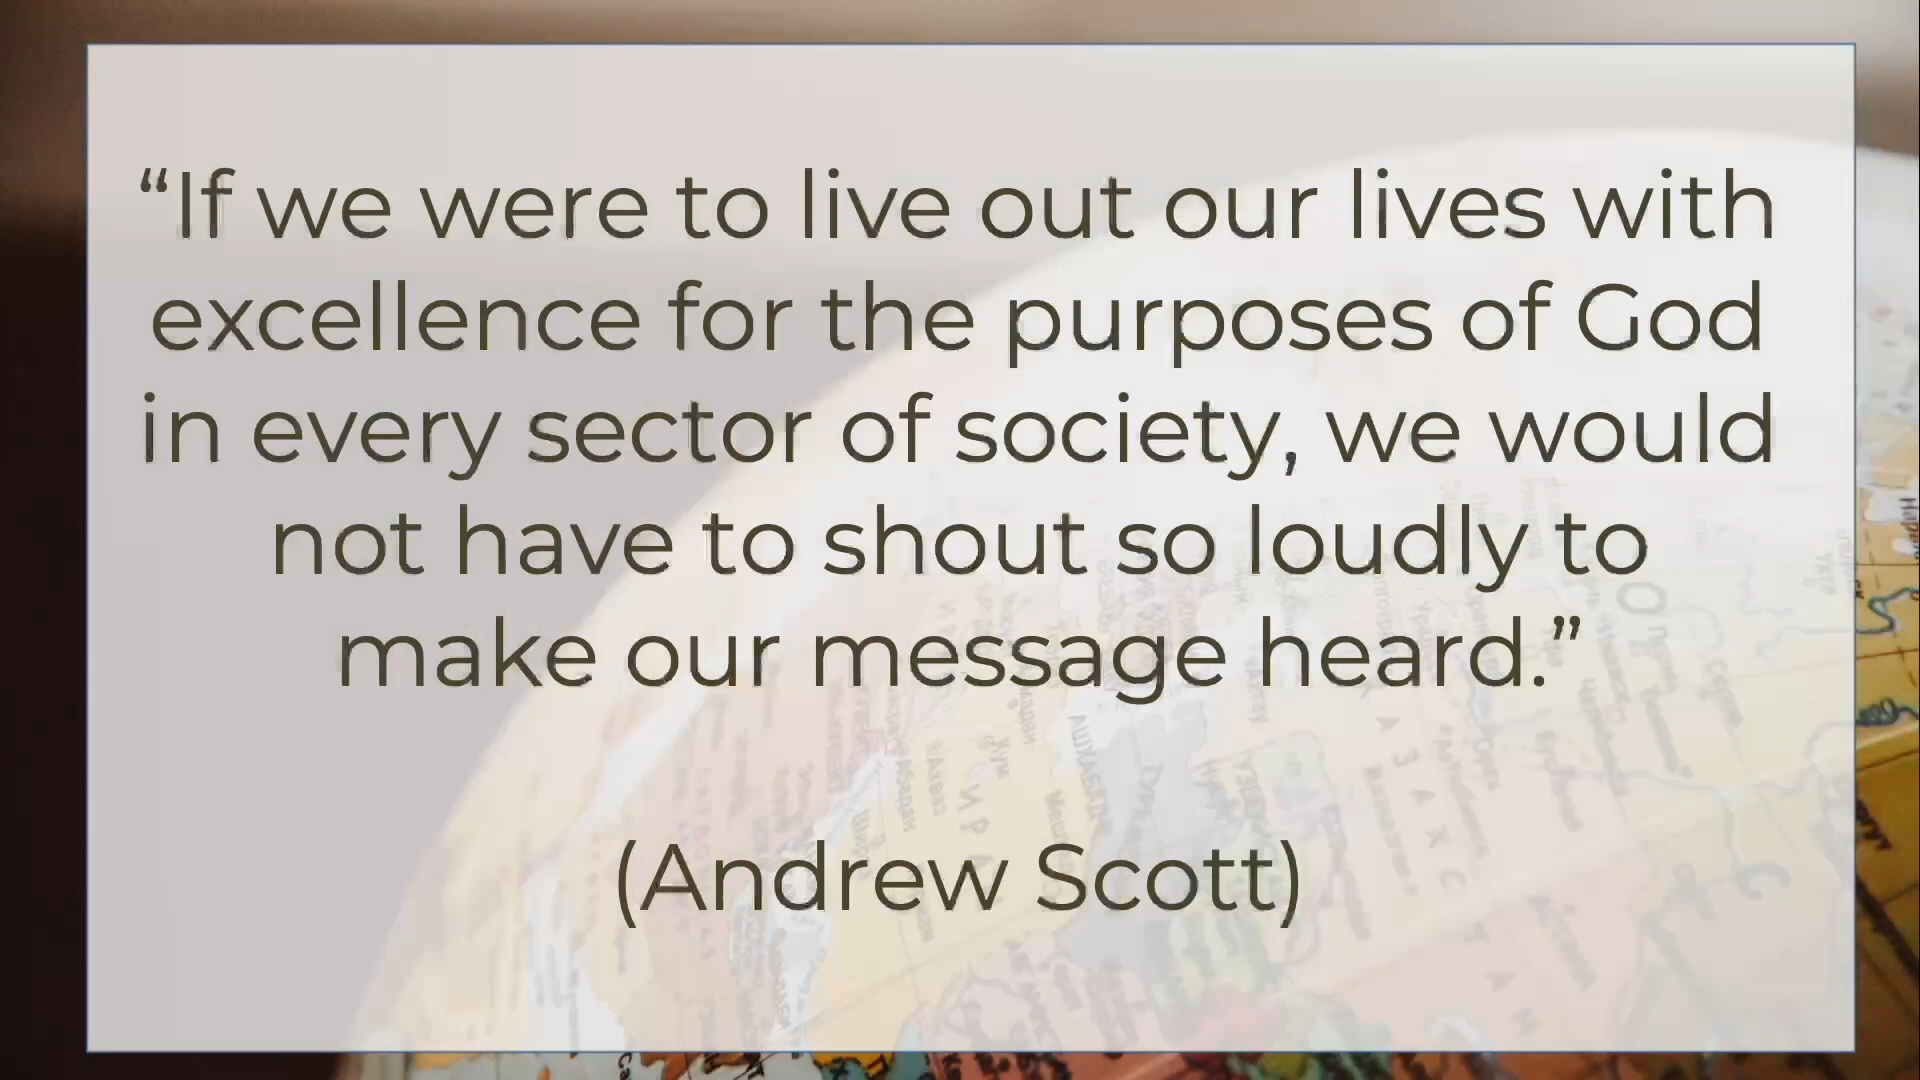 “If we were to live out our lives with
excellence for the purposes of God
in every sector of society, we would
not have to shout so loudly to
make our message heard.”
(Andrew Scott)